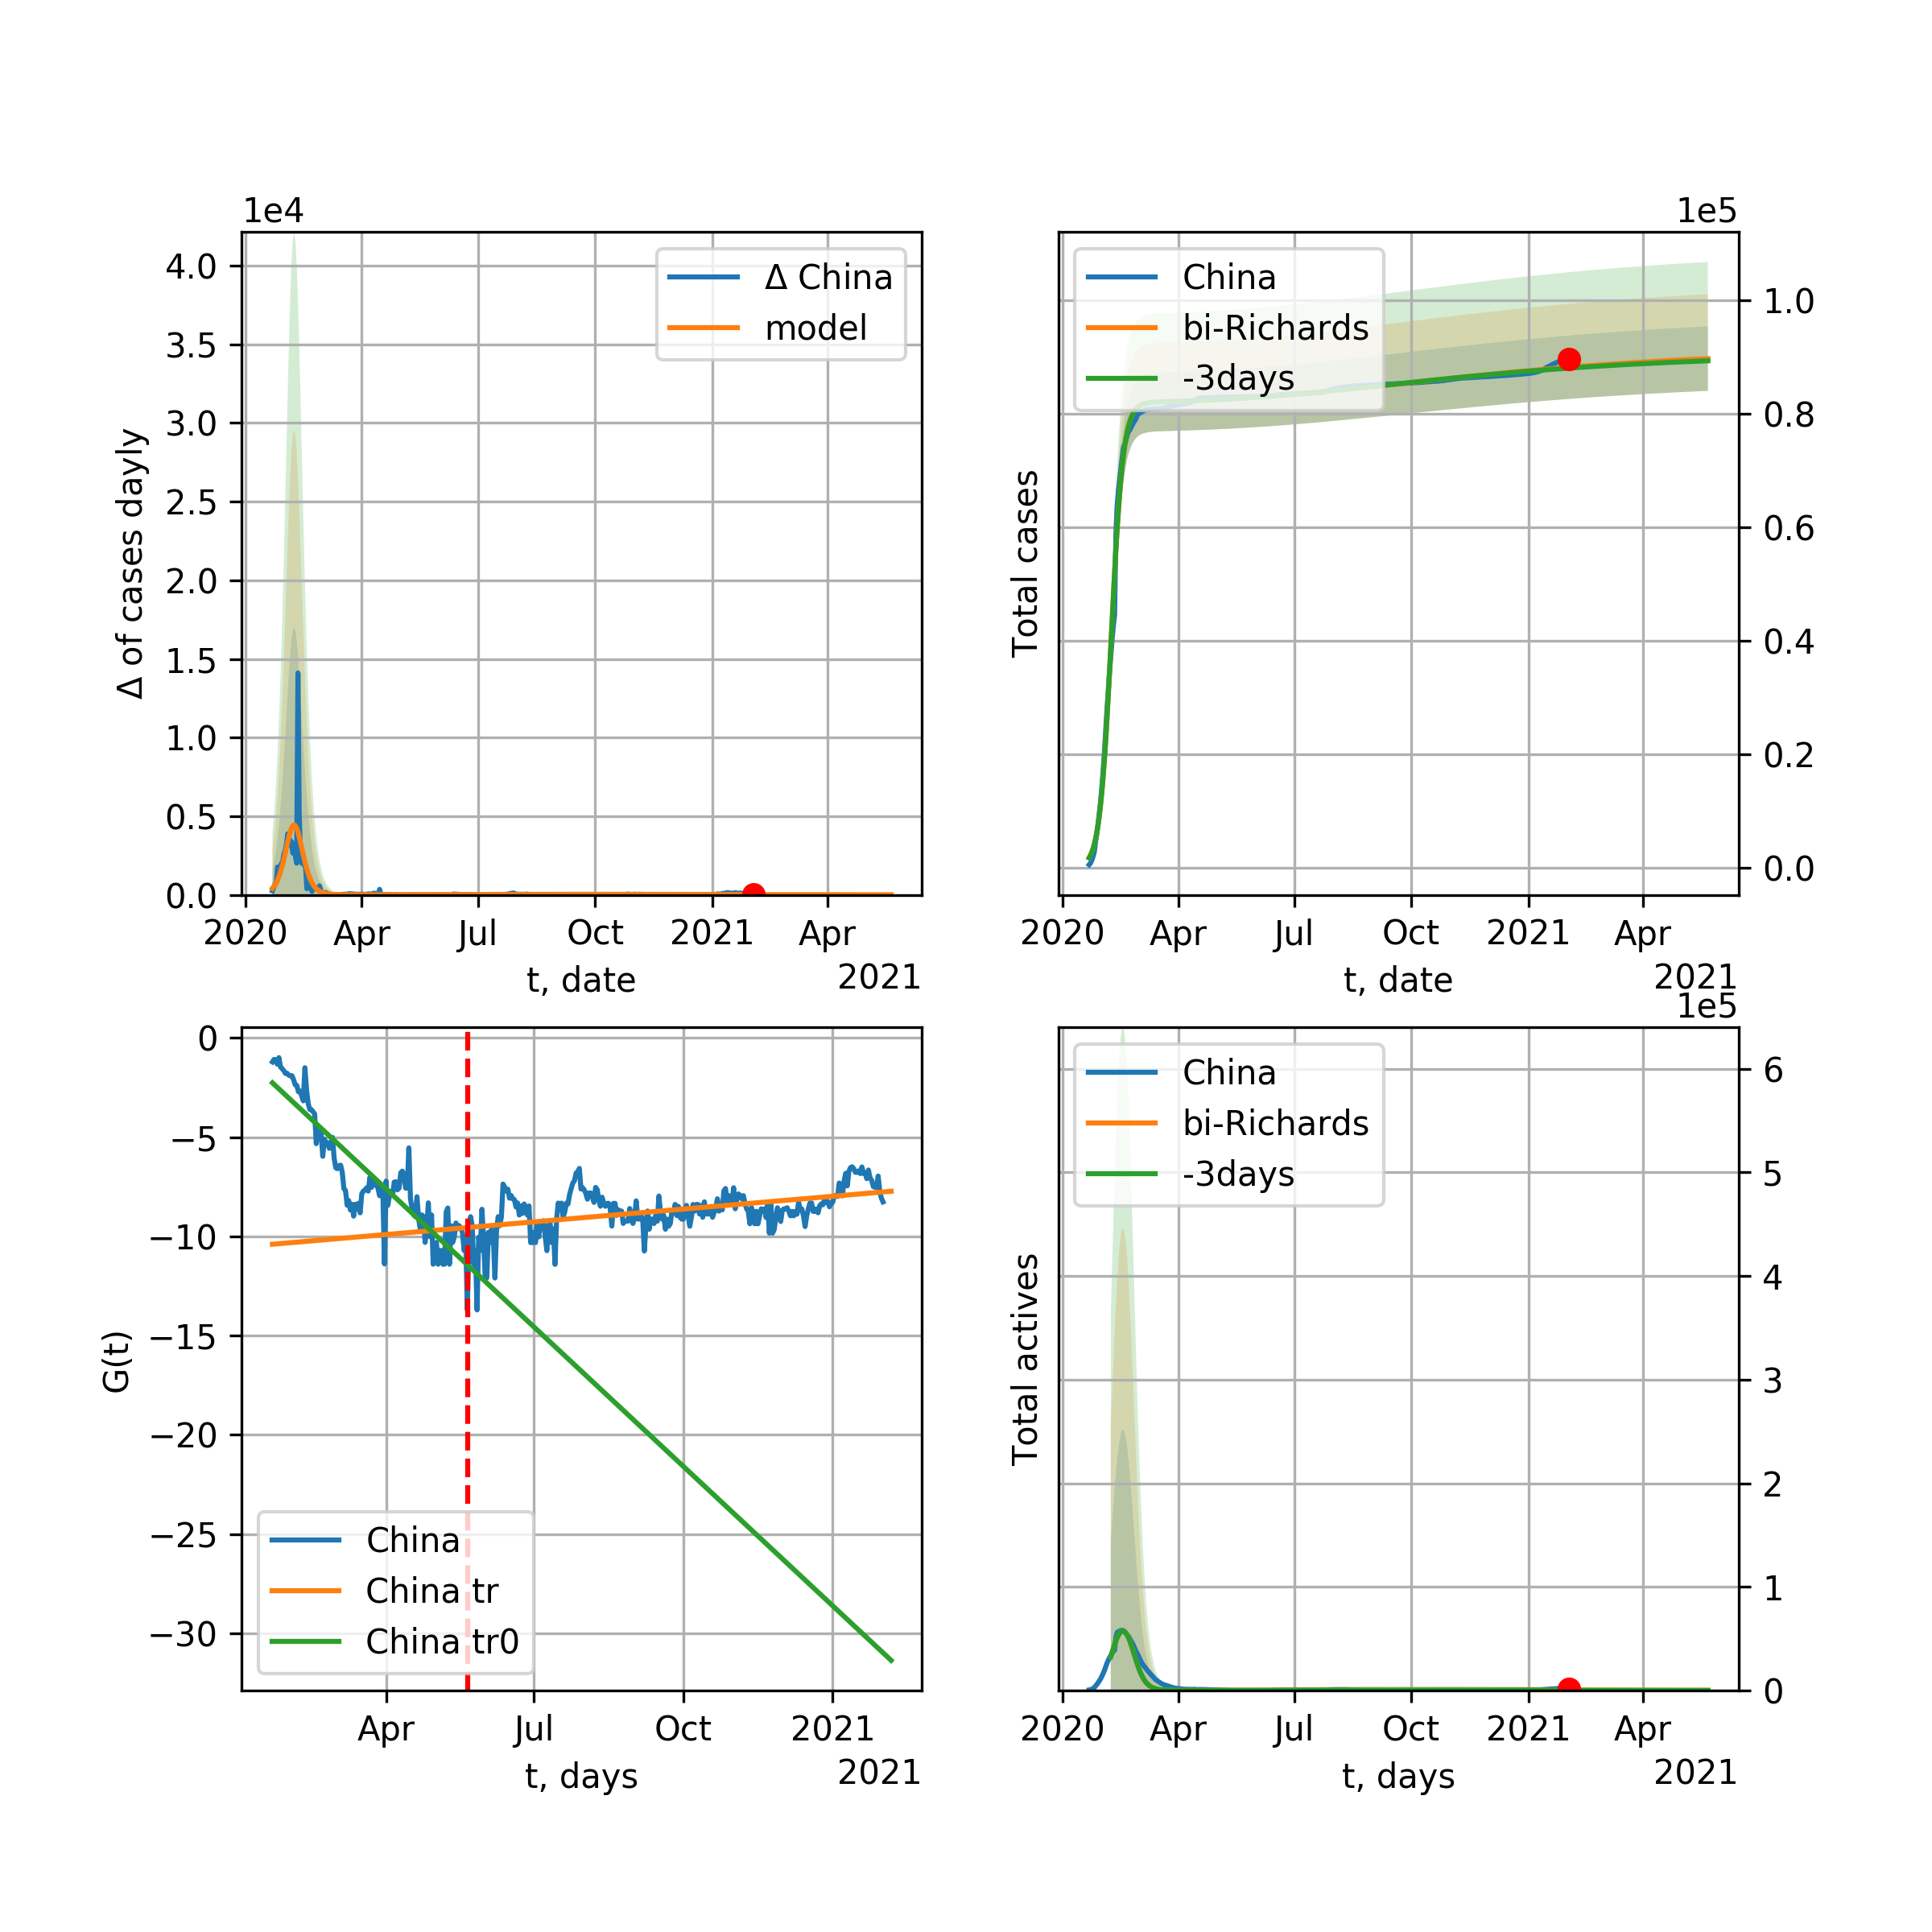 1e4
Δ of cases dayly
4.0
3.5
3.0
2.5
2.0
1.5
1.0
0.5
0.0
Δ China
model
2020 Apr Jul Oct 2021 Apr
t, date
2021
1e5
Total cases
China
bi-Richards
-3days
1.0
0.8
0.6
0.4
0.2
0.0
2020 Apr Jul Oct 2021 Apr
t, date
2021
G(t)
0
−5
−10
−15
−20
−25
−30
China
China tr
China tr0
Apr Jul Oct 2021
t, days
2021
1e5
Total actives
China
bi-Richards
-3days
6
5
4
3
2
1
0
2020 Apr Jul Oct 2021 Apr
t, days
2021